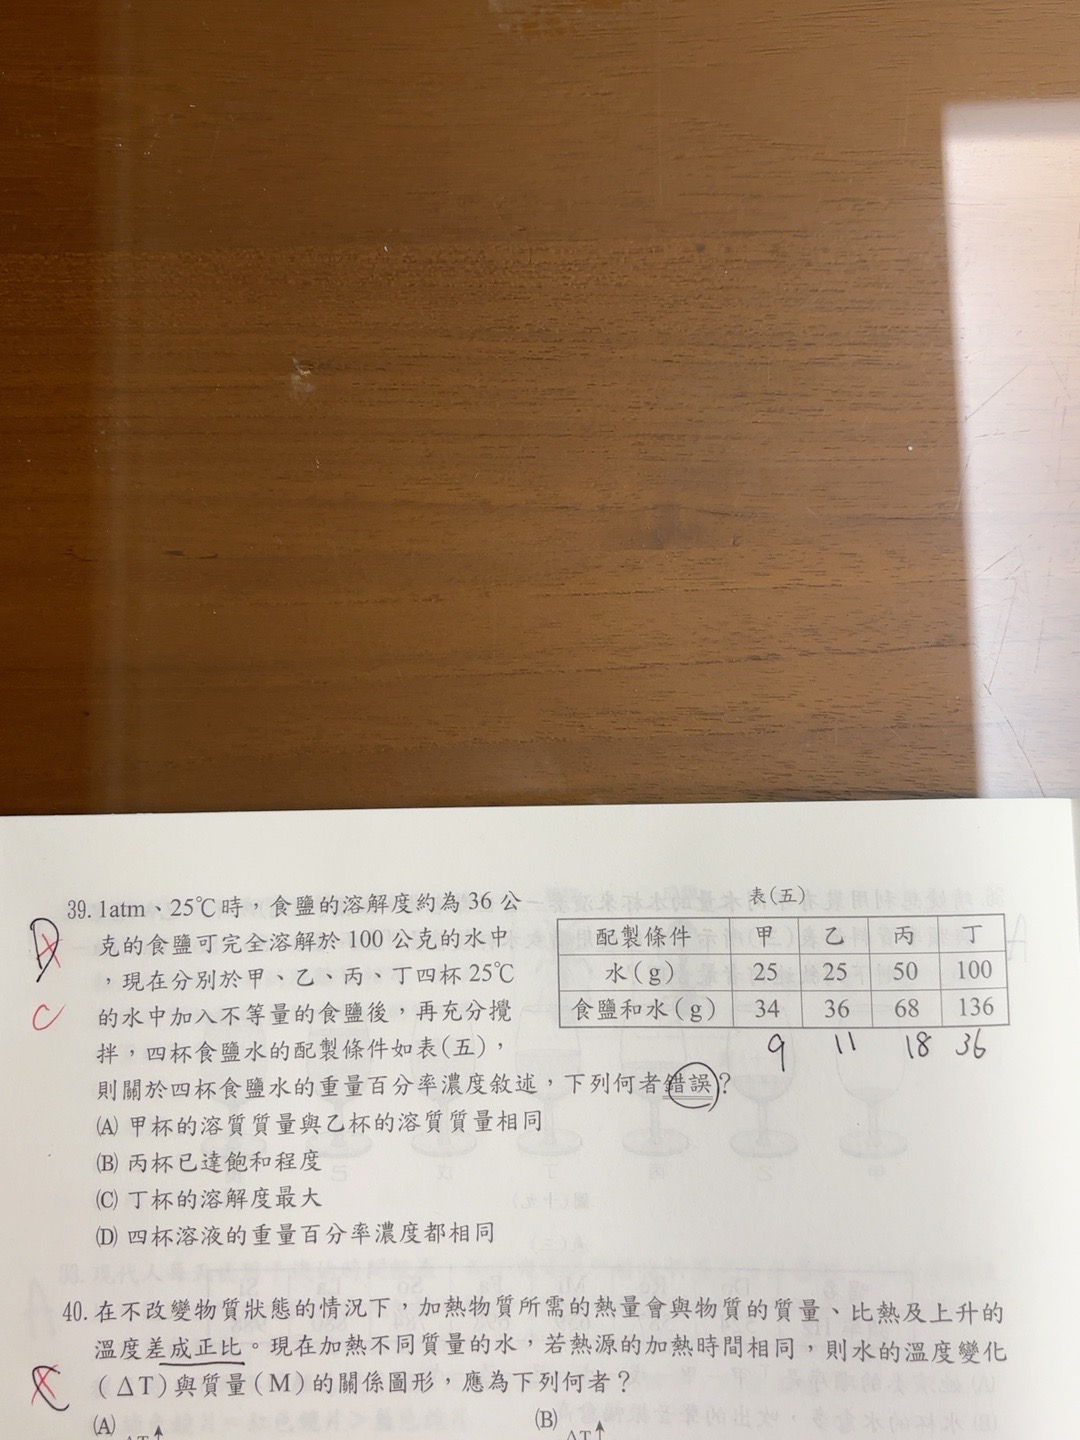 39. 1atm、25℃時，食鹽的溶解度約為 36 公
克的食鹽可完全溶解於 100 公克的水中
，現在分別於甲、乙、丙、丁四杯 25℃
的水中加入不等量的食鹽後，再充分攪
拌，四杯食鹽水的配製條件如表(五)，
則關於四杯食鹽水的重量百分率濃度敘述，下列何者錯誤？
D
C
表(五)
配製條件 甲 乙 丙 丁
水(g) 25 25 50 100
食鹽和水(g) 34 36 68 136
9 11 18 36
(A) 甲杯的溶質質量與乙杯的溶質質量相同
(B) 丙杯已達飽和程度
(C) 丁杯的溶解度最大
(D) 四杯溶液的重量百分率濃度都相同
40. 在不改變物質狀態的情況下，加熱物質所需的熱量會與物質的質量、比熱及上升的
溫度差成正比。現在加熱不同質量的水，若熱源的加熱時間相同，則水的溫度變化
(ΔT)與質量(M)的關係圖形，應為下列何者？
(A) (B)
ΔT ΔT